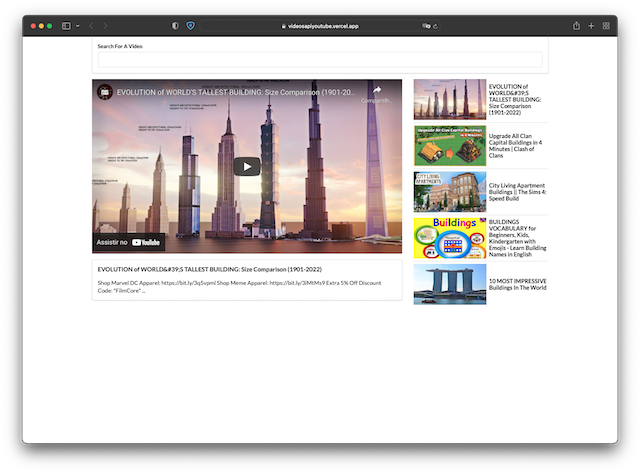 videosapiyoutube.vercel.app
Search For A Video
EVOLUTION of WORLD'S TALLEST BUILDING: Size Comparison (1901-20...
Compartilh...
Assistir no YouTube
EVOLUTION of WORLD&#39;S TALLEST BUILDING: Size Comparison (1901-2022)
Shop Marvel DC Apparel: https://bit.ly/3q5vpmI Shop Meme Apparel: https://bit.ly/3iMtMs9 Extra 5% Off Discount
Code: "FilmCore" ...
EVOLUTION of
WORLD&#39;S
TALLEST BUILDING:
Size Comparison
(1901-2022)
Upgrade All Clan Capital Buildings
in 4 Minutes
Upgrade All Clan
Capital Buildings in 4
Minutes | Clash of
Clans
CITY LIVING
APARTMENTS
City Living Apartment
Buildings || The Sims 4:
Speed Build
Buildings
BUILDINGS
VOCABULARY for
Beginners, Kids,
Kindergarten with
Emojis - Learn Building
Names in English
10 MOST IMPRESSIVE
Buildings In The World